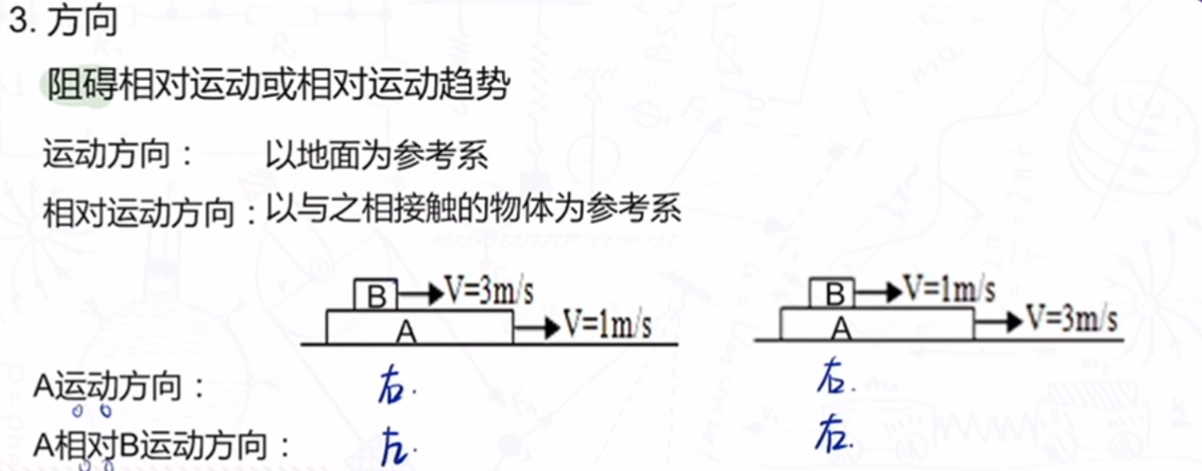 3. 方向
阻碍相对运动或相对运动趋势
运动方向： 以地面为参考系
相对运动方向：以与之相接触的物体为参考系
B V=3m/s B V=1m/s
A V=1m/s A V=3m/s
A运动方向： 右. 右.
A相对B运动方向： 左. 右.